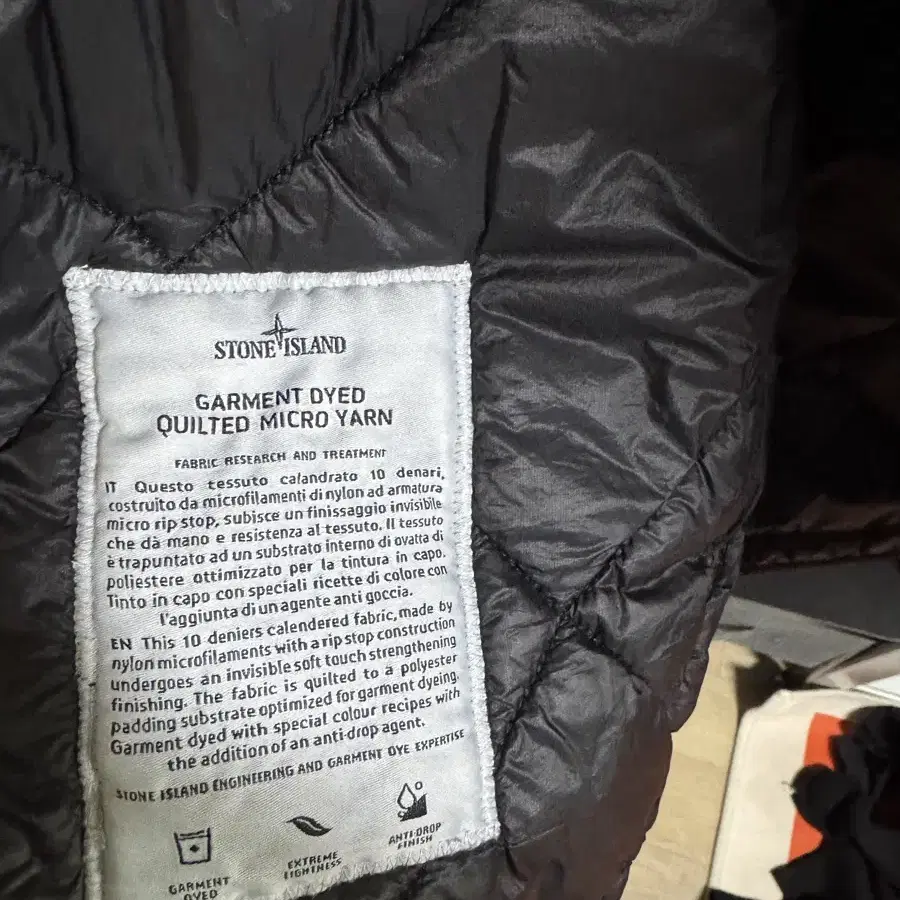 STONE ISLAND
GARMENT DYED
QUILTED MICRO YARN
FABRIC RESEARCH AND TREATMENT
IT Questo tessuto calandrato 10 denari,
costruito da microfilamenti di nylon ad armatura
micro rip stop, subisce un finissaggio invisibile
che dà mano e resistenza al tessuto. Il tessuto
è trapuntato ad un substrato interno di ovatta di
poliestere ottimizzato per la tintura in capo.
Tinto in capo con speciali ricette di colore con
l'aggiunta di un agente anti goccia.
EN This 10 deniers calendered fabric, made by
nylon microfilaments with a rip stop construction
undergoes an invisible soft touch strengthening
finishing. The fabric is quilted to a polyester
padding substrate optimized for garment dyeing.
Garment dyed with special colour recipes with
the addition of an anti-drop agent.
STONE ISLAND ENGINEERING AND GARMENT DYE EXPERTISE
GARMENT
DYED
EXTREME
LIGHTNESS
ANTI-DROP
FINISH